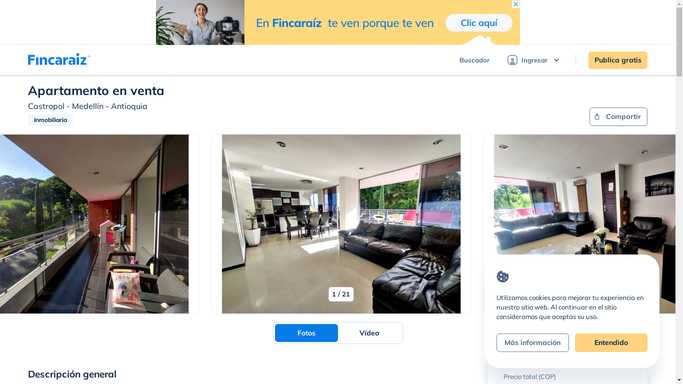 En Fincaraíz te ven porque te ven
Clic aquí
Fincaraiz
Buscador
Ingresar
Publica gratis
Apartamento en venta
Castropol - Medellín - Antioquia
Inmobiliaria
Compartir
1 / 21
Fotos
Vídeo
Utilizamos cookies para mejorar tu experiencia en
nuestro sitio web. Al continuar en el sitio
consideramos que aceptas su uso.
Más información
Entendido
Descripción general
Precio total (COP)